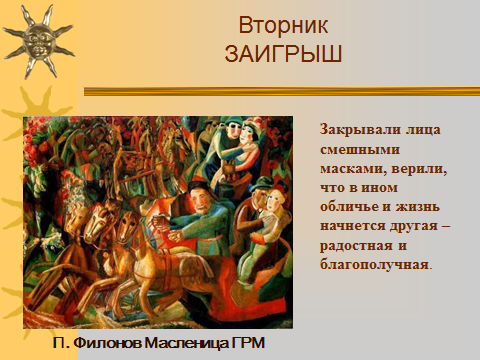 Вторник
ЗАИГРЫШ
Закрывали лица
смешными
масками, верили,
что в ином
обличье и жизнь
начнется другая –
радостная и
благополучная.
П. Филонов Масленица ГРМ